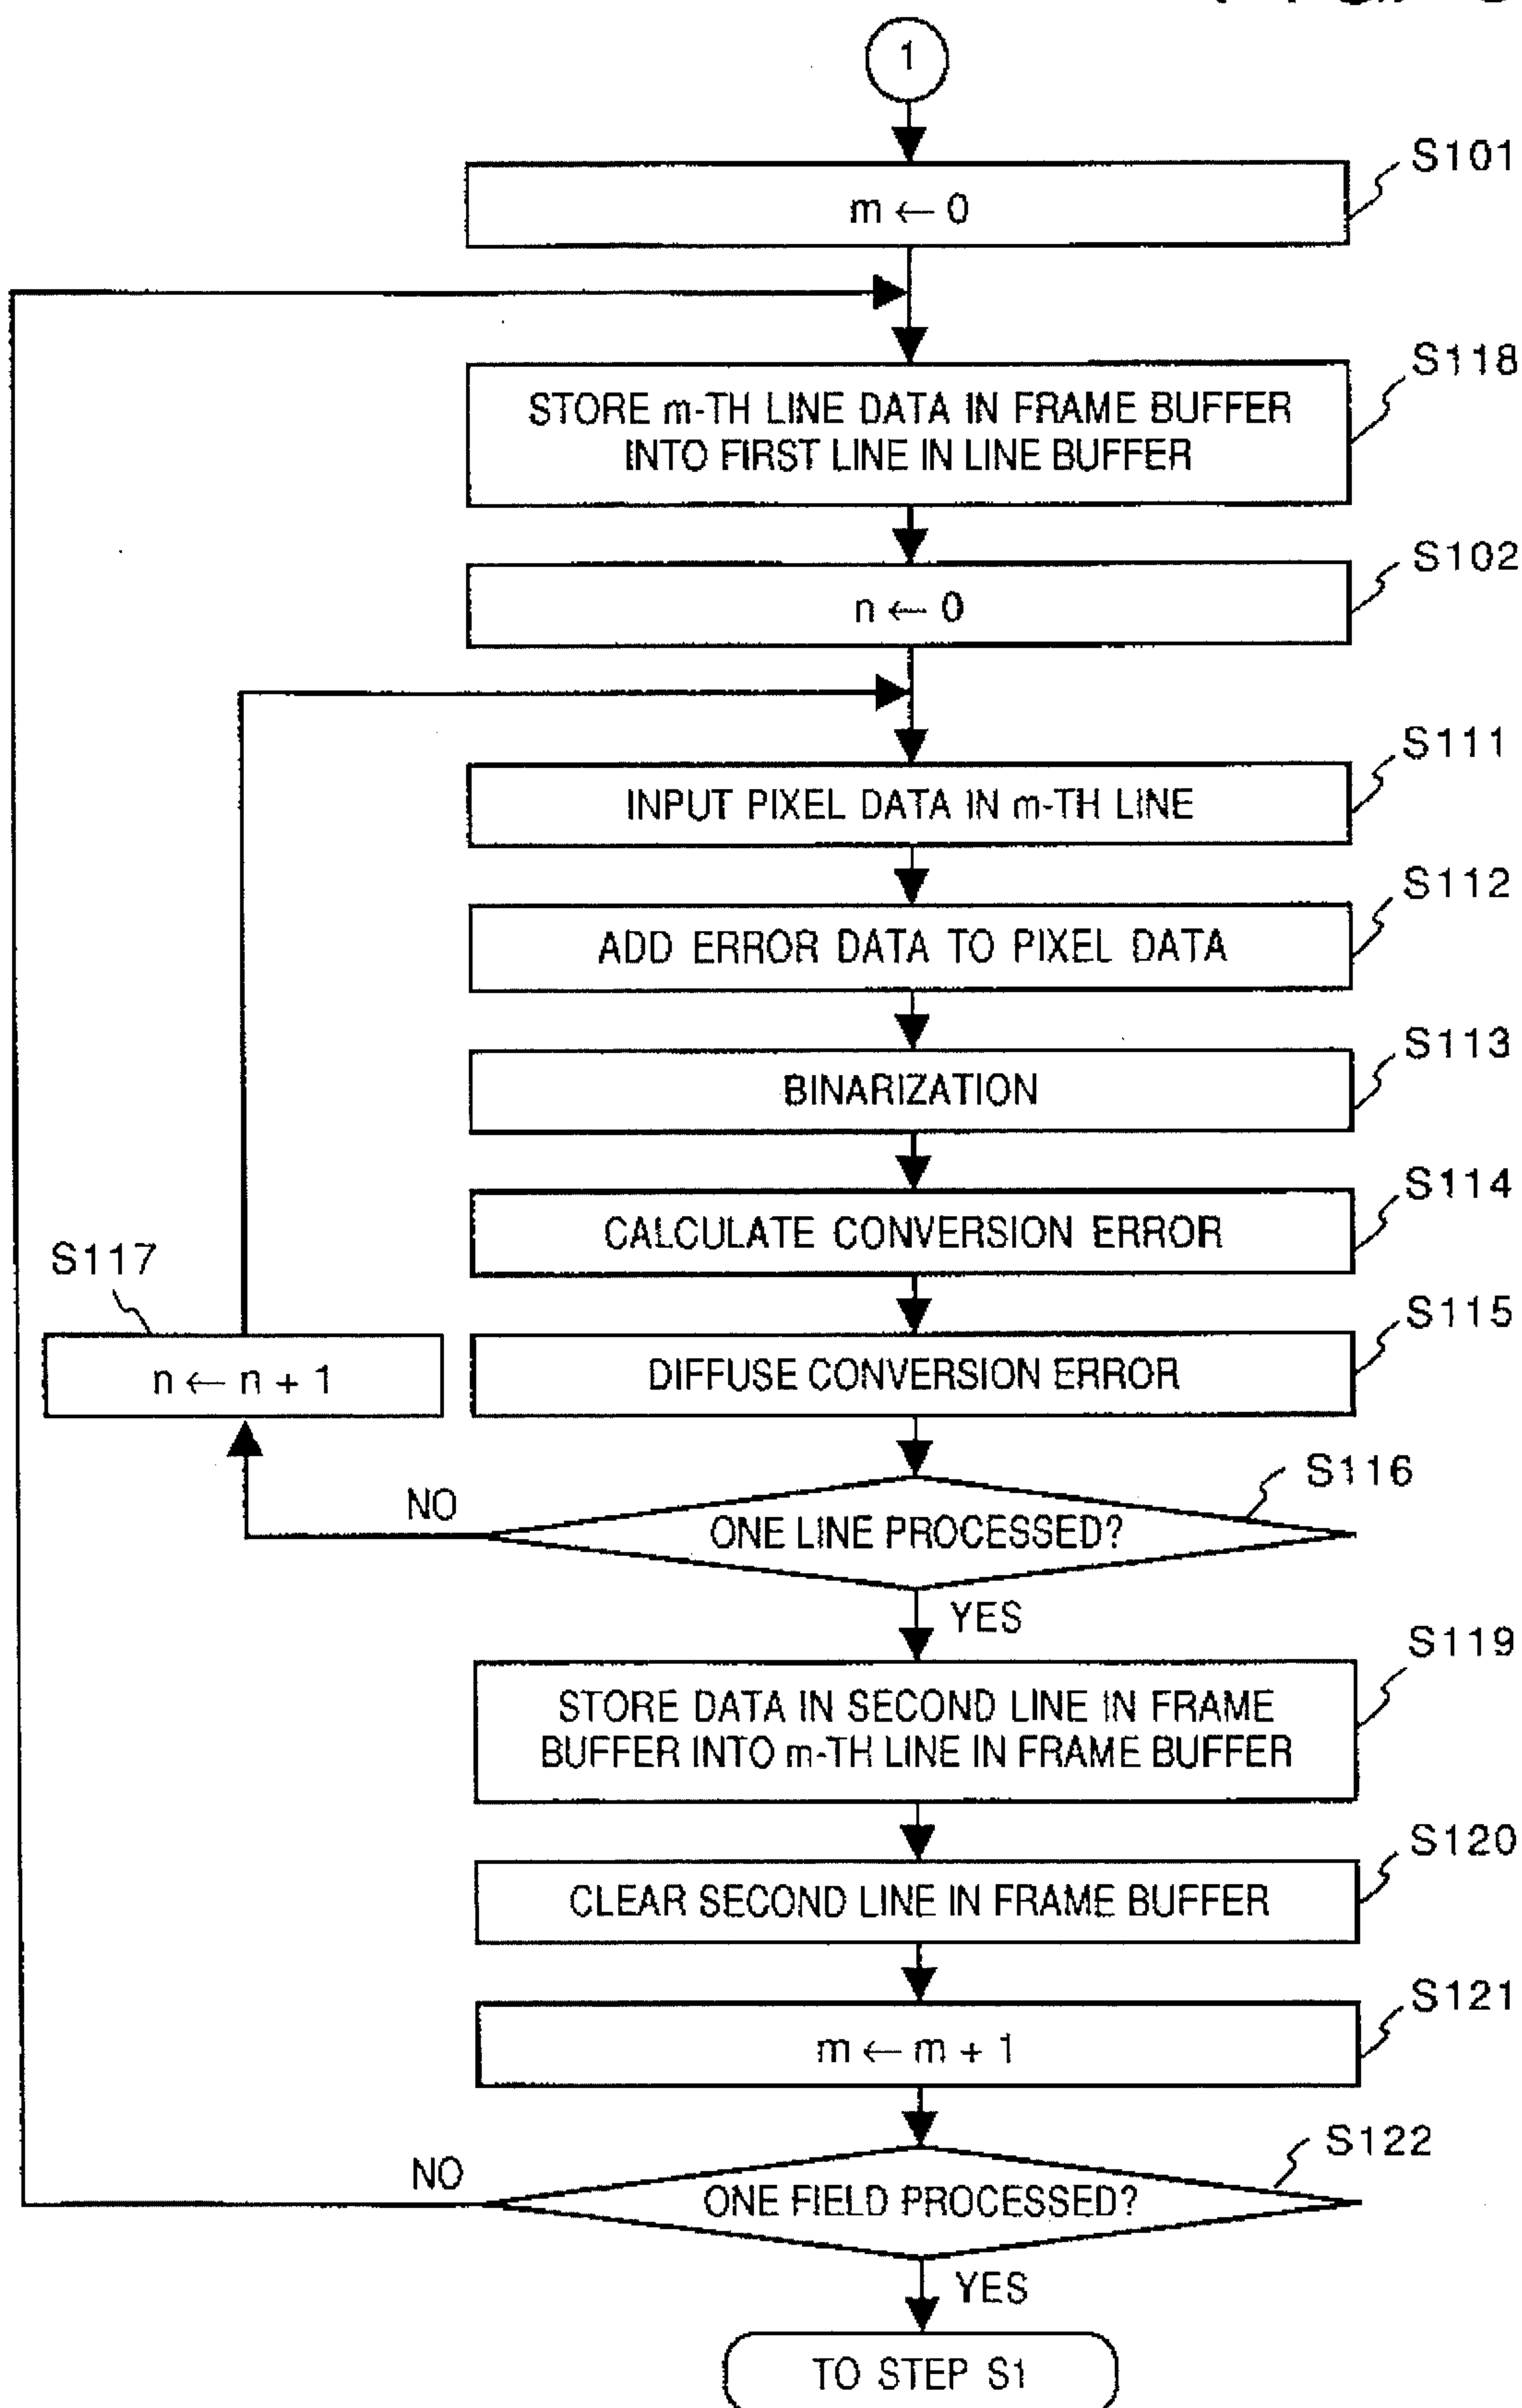 1
S101
m ← 0
S118
STORE m-TH LINE DATA IN FRAME BUFFER
INTO FIRST LINE IN LINE BUFFER
S102
n ← 0
S111
INPUT PIXEL DATA IN m-TH LINE
S112
ADD ERROR DATA TO PIXEL DATA
S113
BINARIZATION
S114
CALCULATE CONVERSION ERROR
S117
S115
n ← n + 1
DIFFUSE CONVERSION ERROR
S116
NO
ONE LINE PROCESSED?
YES
S119
STORE DATA IN SECOND LINE IN FRAME
BUFFER INTO m-TH LINE IN FRAME BUFFER
S120
CLEAR SECOND LINE IN FRAME BUFFER
S121
m ← m + 1
S122
NO
ONE FIELD PROCESSED?
YES
TO STEP S1